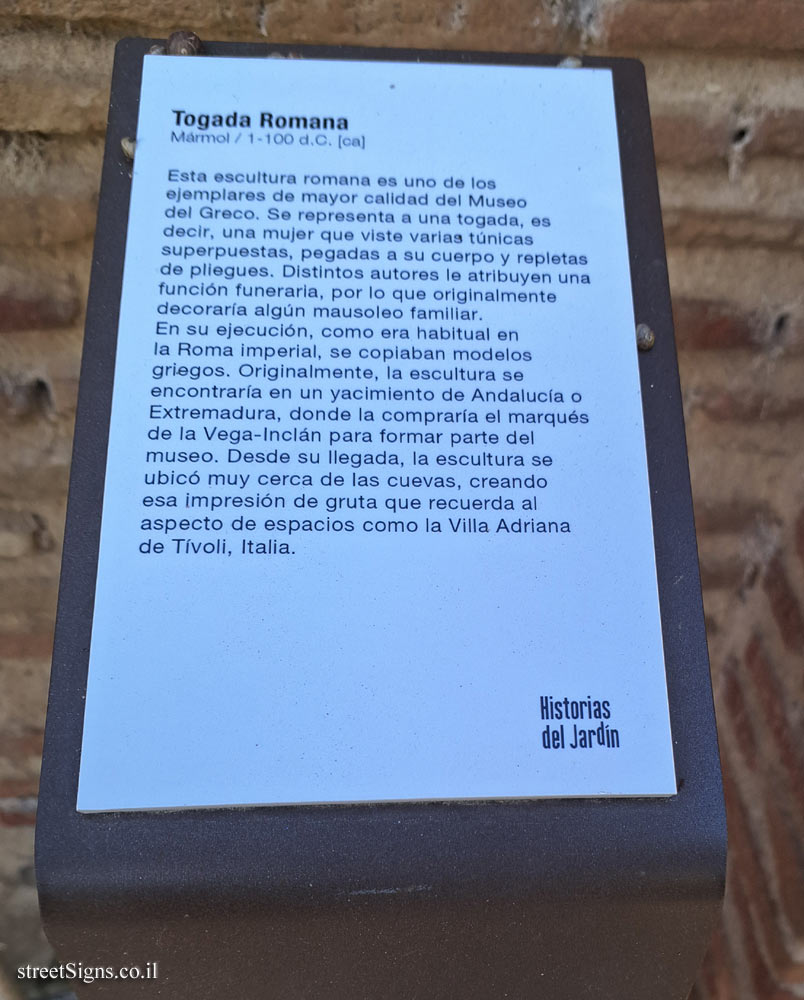 Togada Romana
Mármol / 1-100 d.C. [ca]
Esta escultura romana es uno de los
ejemplares de mayor calidad del Museo
del Greco. Se representa a una togada, es
decir, una mujer que viste varias túnicas
superpuestas, pegadas a su cuerpo y repletas
de pliegues. Distintos autores le atribuyen una
función funeraria, por lo que originalmente
decoraría algún mausoleo familiar.
En su ejecución, como era habitual en
la Roma imperial, se copiaban modelos
griegos. Originalmente, la escultura se
encontraría en un yacimiento de Andalucía o
Extremadura, donde la compraría el marqués
de la Vega-Inclán para formar parte del
museo. Desde su llegada, la escultura se
ubicó muy cerca de las cuevas, creando
esa impresión de gruta que recuerda al
aspecto de espacios como la Villa Adriana
de Tívoli, Italia.
Historias
del Jardín
streetSigns.co.il